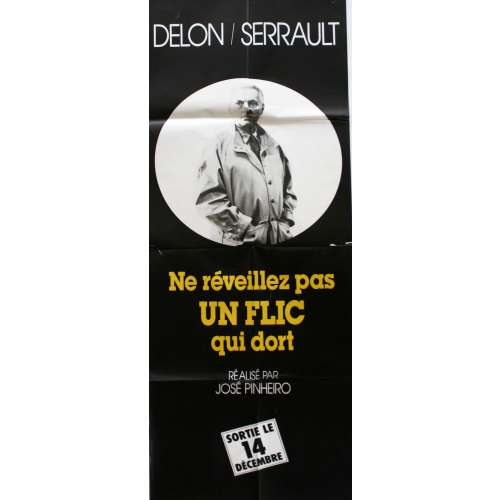 DELON / SERRAULT
Ne réveillez pas
UN FLIC
qui dort
RÉALISÉ PAR
JOSÉ PINHEIRO
SORTIE LE
14
DÉCEMBRE